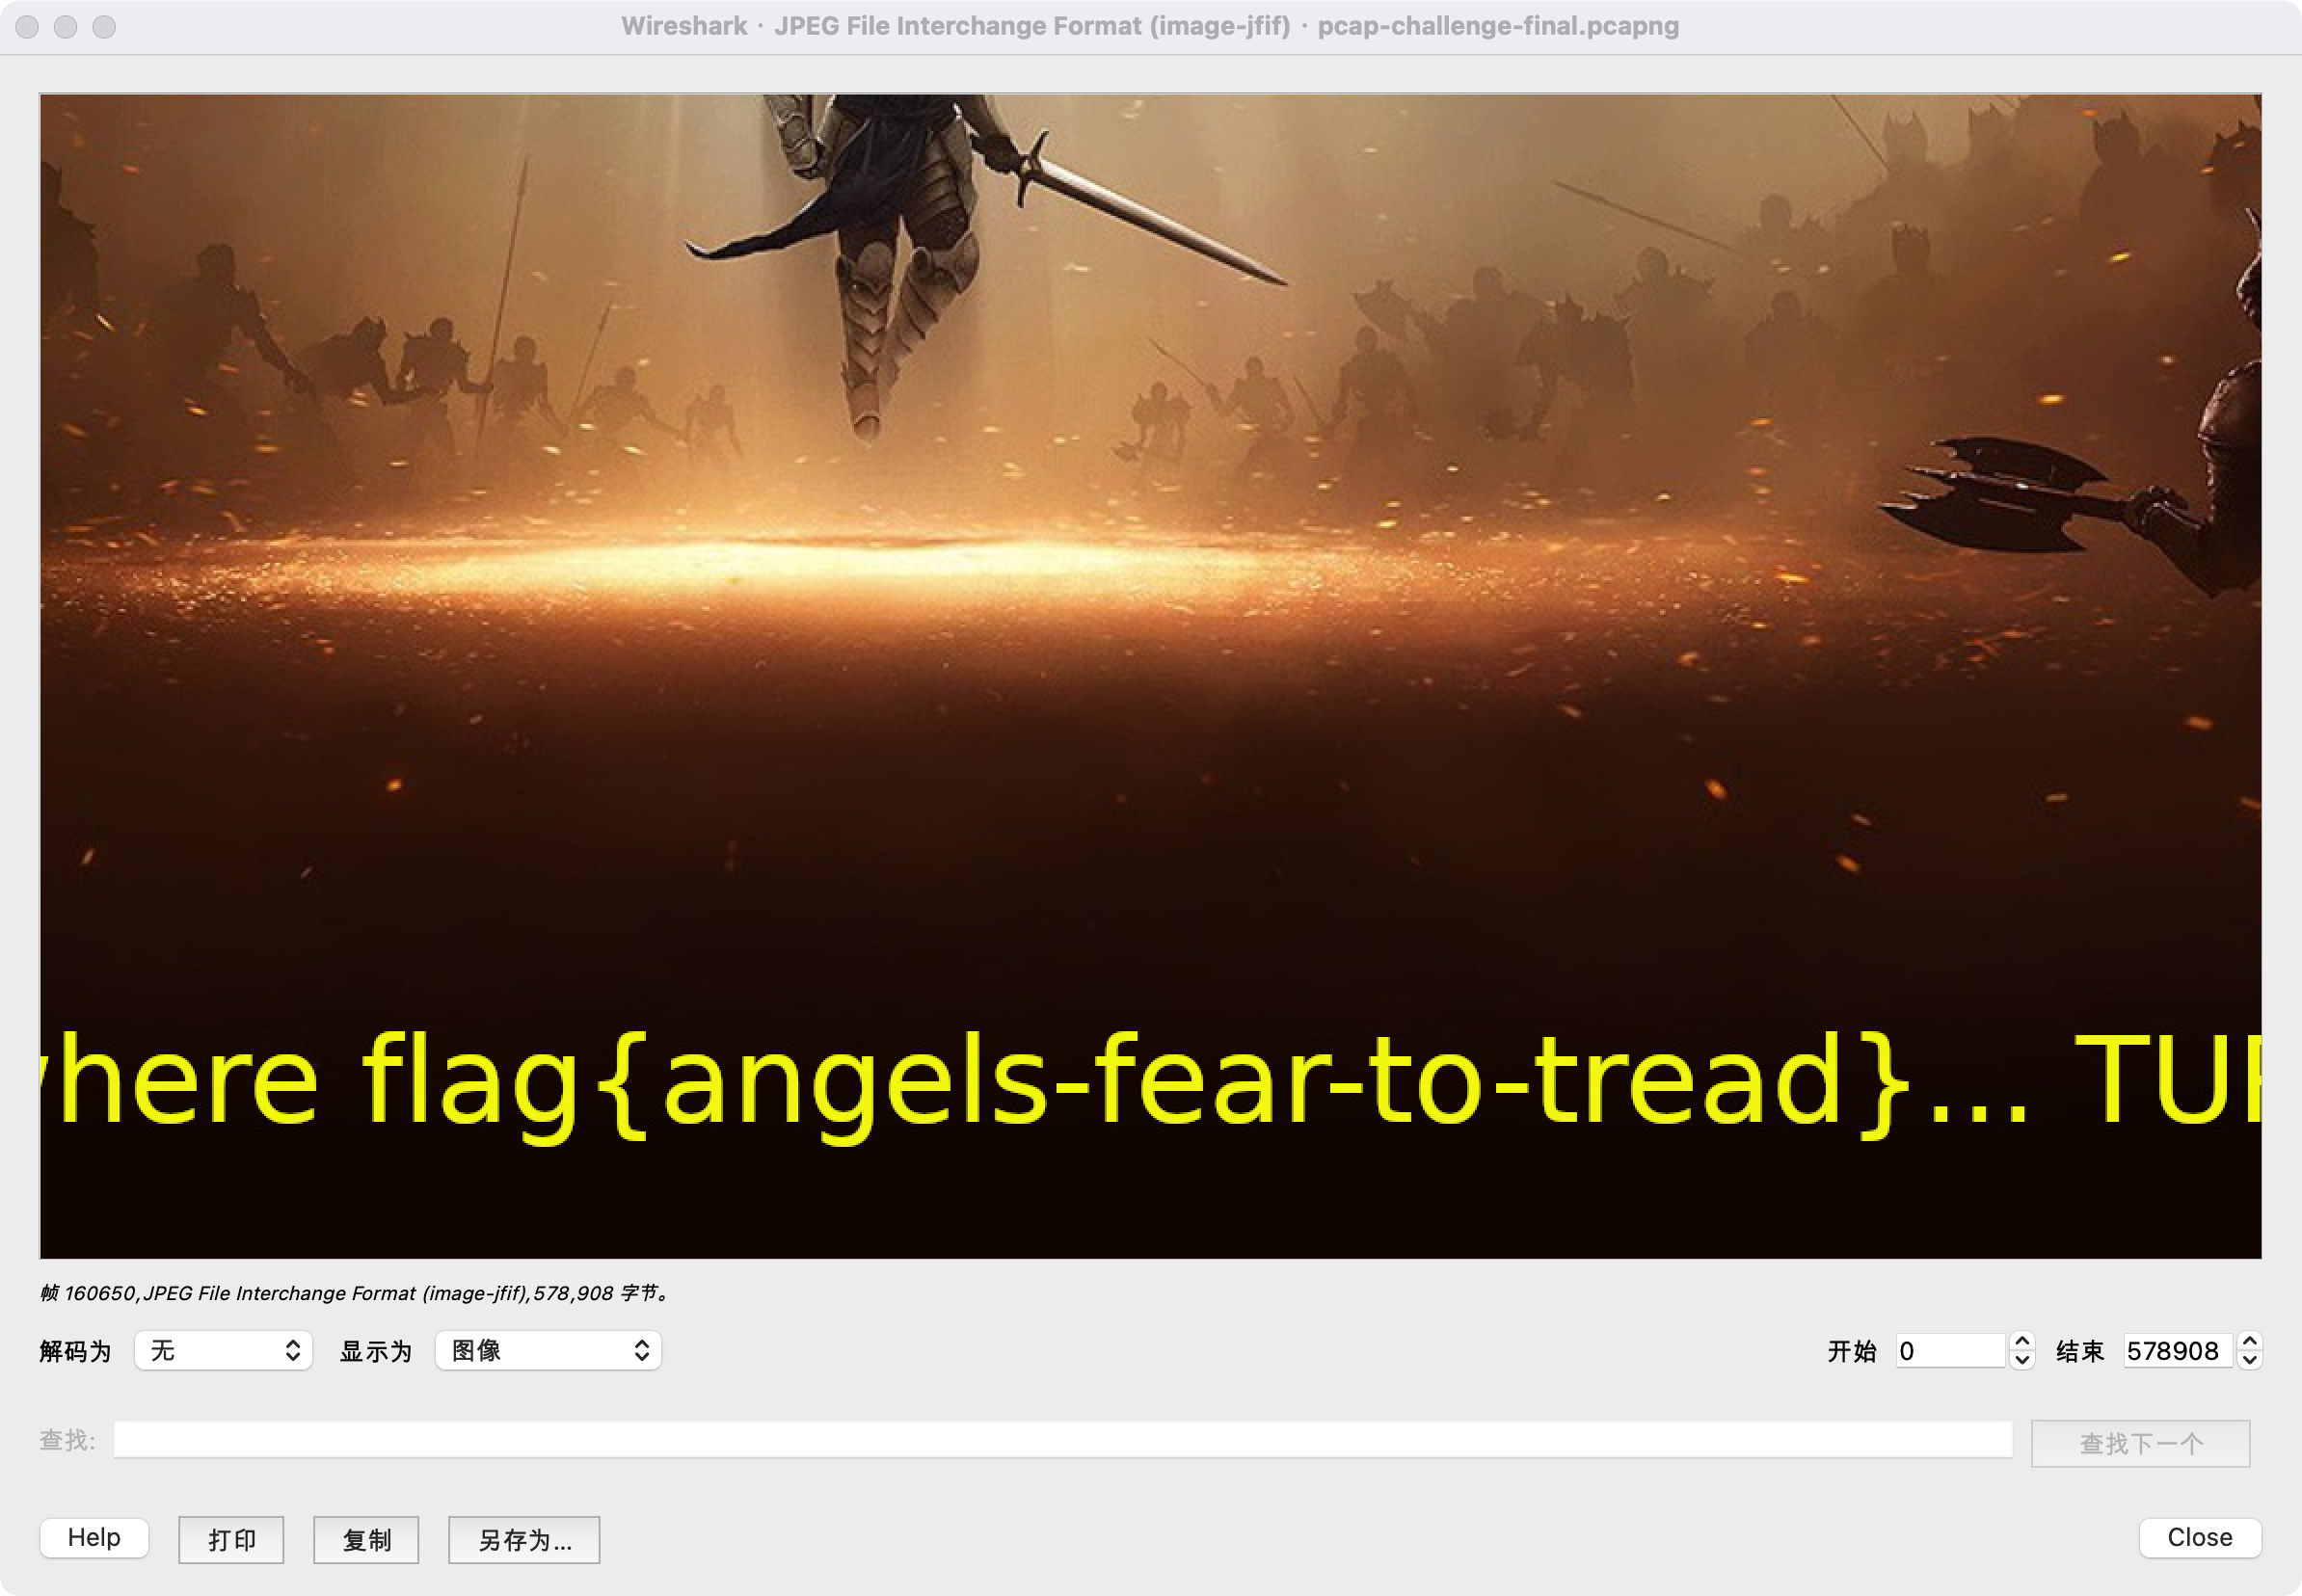 Wireshark · JPEG File Interchange Format (image-jfif) · pcap-challenge-final.pcapng
here flag{angels-fear-to-tread}... TU
帧 160650,JPEG File Interchange Format (image-jfif),578,908 字节。
解码为 无 显示为 图像 开始 0 结束 578908
查找: 查找下一个
Help 打印 复制 另存为... Close